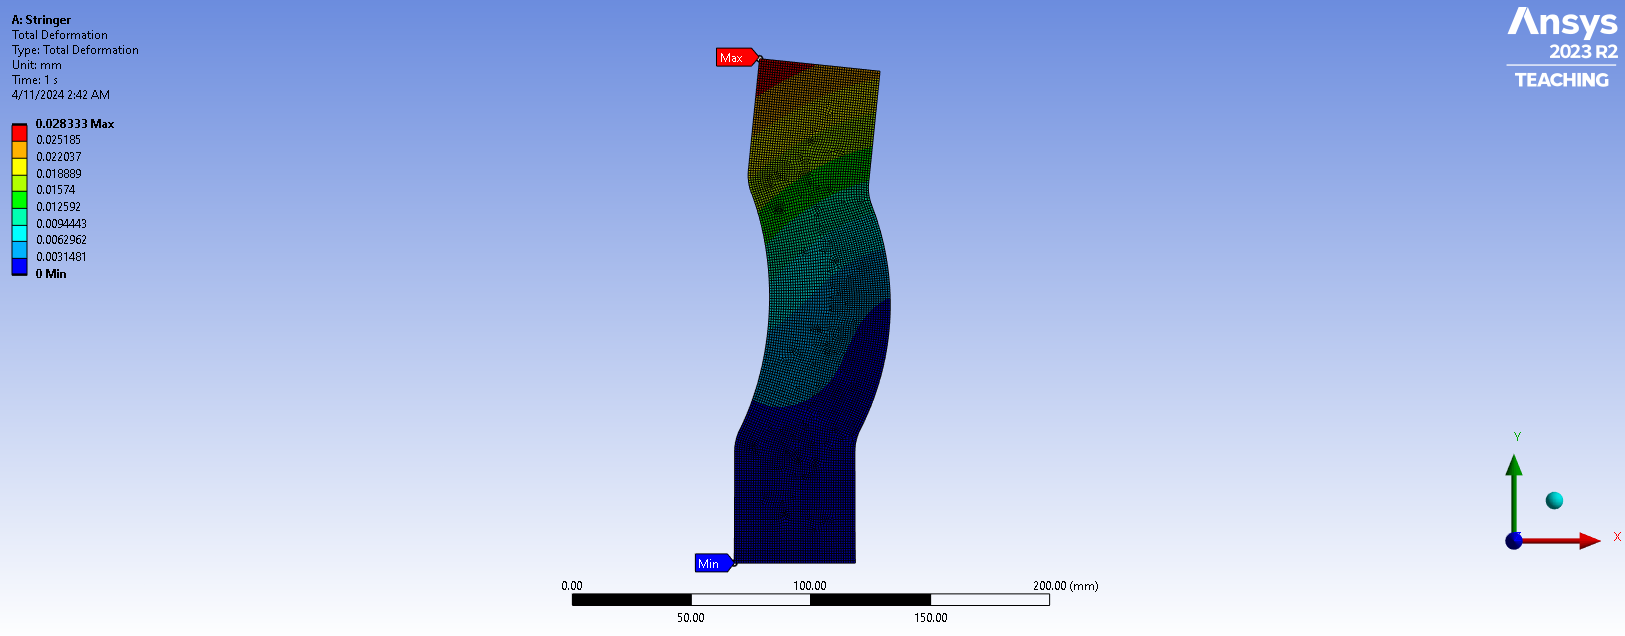 A: Stringer
Total Deformation
Type: Total Deformation
Unit: mm
Time: 1 s
4/11/2024 2:42 AM
0.028333 Max
0.025185
0.022037
0.018889
0.01574
0.012592
0.0094443
0.0062962
0.0031481
0 Min
Max
Min
Ansys
2023 R2
TEACHING
Y
X
0.00 100.00 200.00 (mm)
50.00 150.00